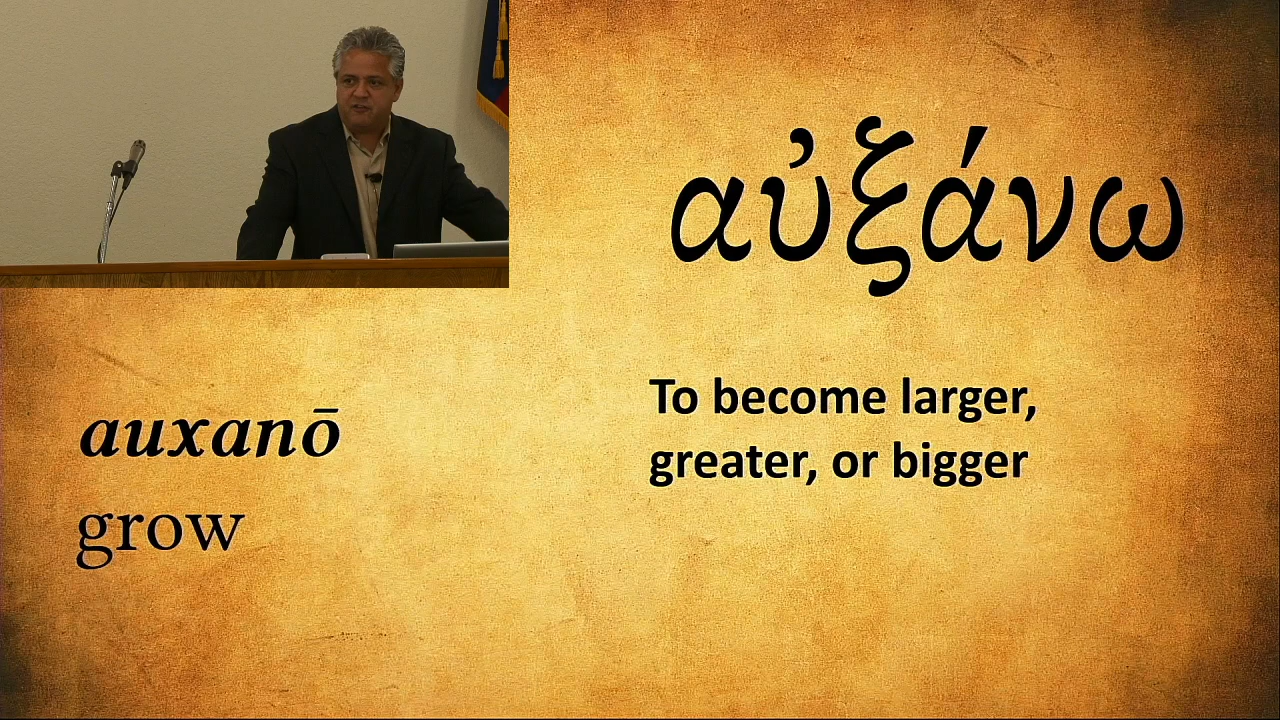 αὐξάνω
To become larger,
greater, or bigger
auxanō
grow